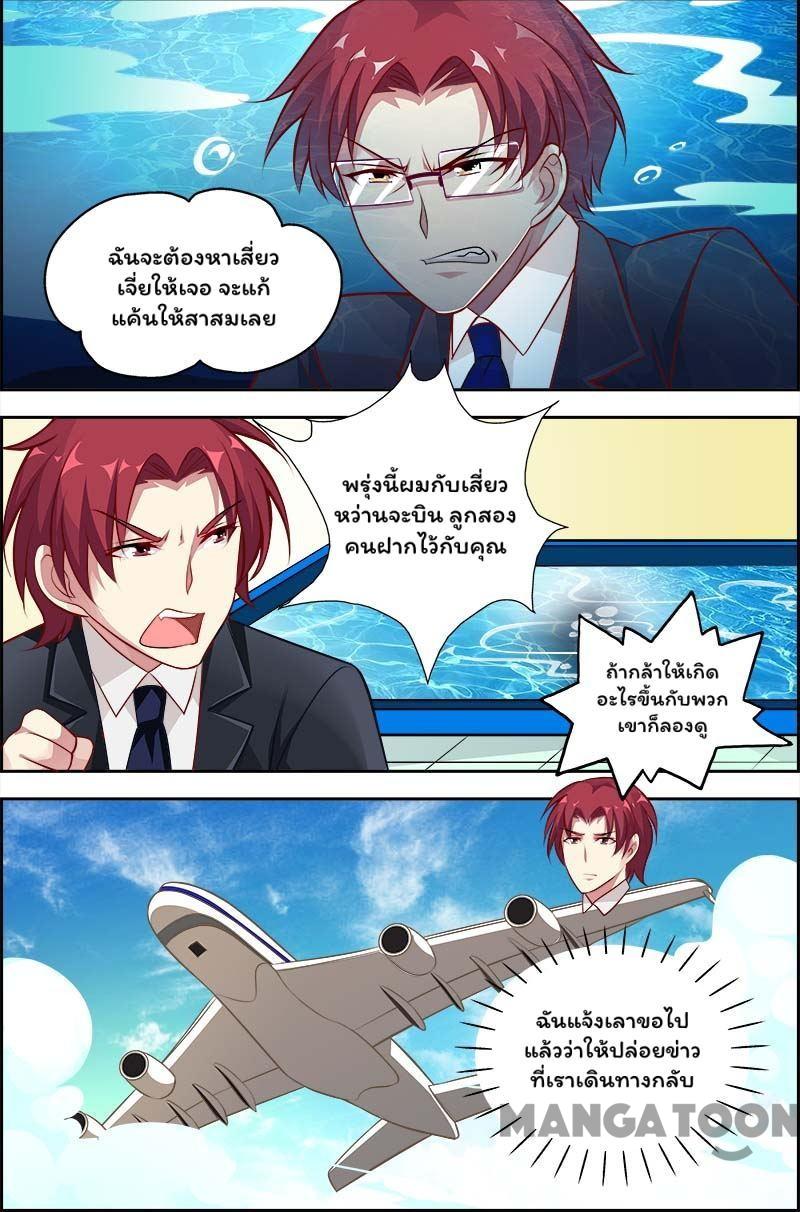 ฉันจะต้องหาเสี่ยว
เจี่ยให้เจอ จะแก้
แค้นให้สาสมเลย
พรุ่งนี้ผมกับเสี่ยว
หว่านจะบิน ลูกสอง
คนฝากไว้กับคุณ
ถ้ากล้าให้เกิด
อะไรขึ้นกับพวก
เขาก็ลองดู
ฉันแจ้งเลาขอไป
แล้วว่าให้ปล่อยข่าว
ที่เราเดินทางกลับ
MANGATOON